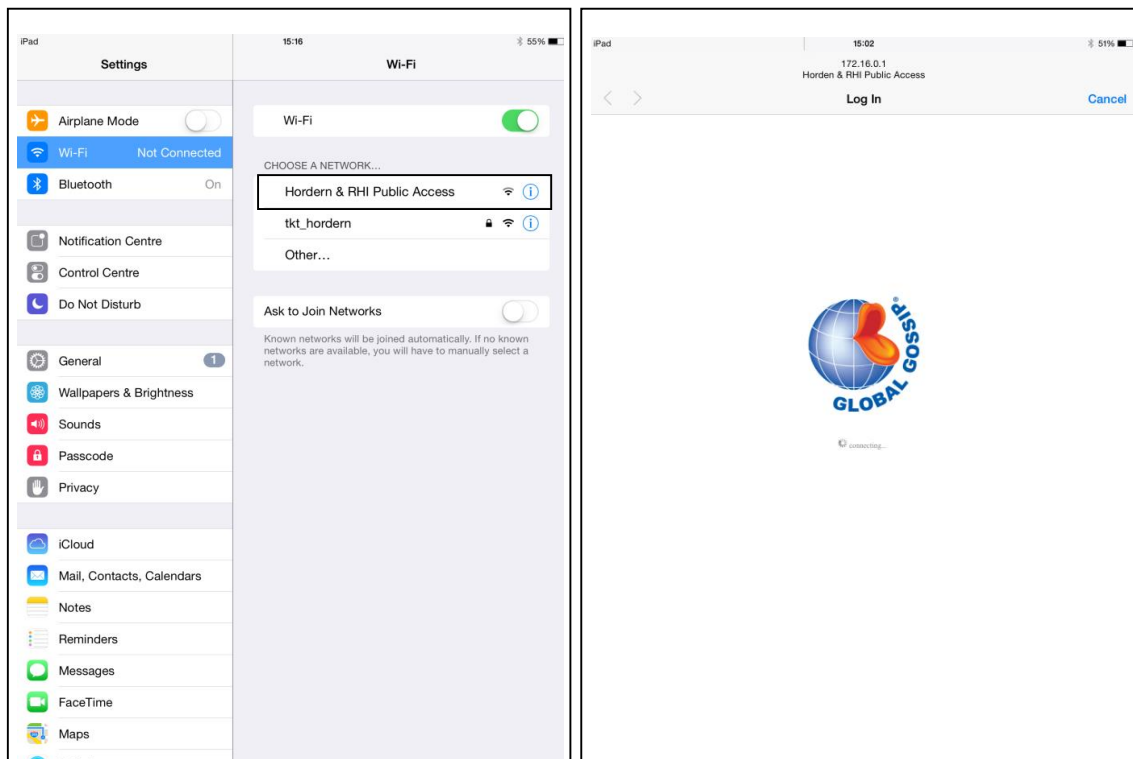 iPad 15:16 55%
Settings
Airplane Mode
Wi-Fi Not Connected
Bluetooth On
Notification Centre
Control Centre
Do Not Disturb
General 1
Wallpapers & Brightness
Sounds
Passcode
Privacy
iCloud
Mail, Contacts, Calendars
Notes
Reminders
Messages
FaceTime
Maps
Wi-Fi
Wi-Fi
CHOOSE A NETWORK...
Hordern & RHI Public Access
tkt_hordern
Other...
Ask to Join Networks
Known networks will be joined automatically. If no known
networks are available, you will have to manually select a
network.
iPad 15:02 51%
172.16.0.1
Horden & RHI Public Access
Log In Cancel
GLOBAL GOSSIP®
connecting...